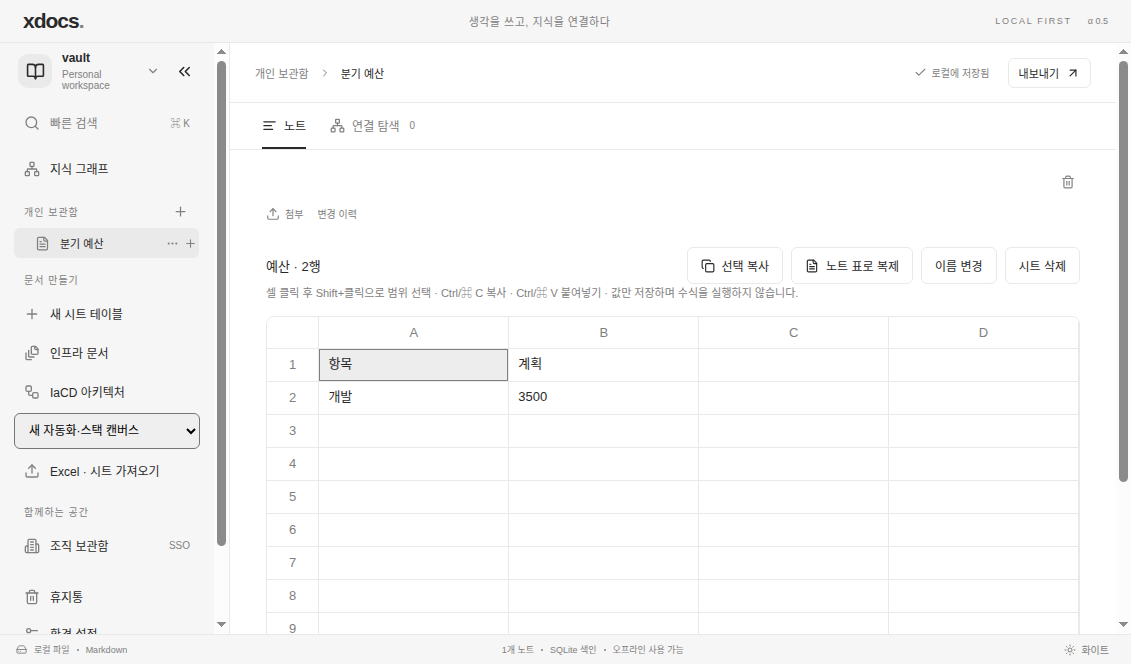 xdocs.
생각을 쓰고, 지식을 연결하다
LOCAL FIRST α 0.5
vault
Personal workspace
빠른 검색 ⌘ K
지식 그래프
개인 보관함
분기 예산
문서 만들기
새 시트 테이블
인프라 문서
IaCD 아키텍처
새 자동화·스택 캔버스
Excel · 시트 가져오기
함께하는 공간
조직 보관함 SSO
휴지통
환경 설정
개인 보관함 분기 예산
로컬에 저장됨
내보내기
노트
연결 탐색 0
첨부 변경 이력
예산 · 2행
선택 복사
노트 표로 복제
이름 변경
시트 삭제
셀 클릭 후 Shift+클릭으로 범위 선택 · Ctrl/⌘ C 복사 · Ctrl/⌘ V 붙여넣기 · 값만 저장하며 수식을 실행하지 않습니다.
A B C D
1 항목 계획
2 개발 3500
3
4
5
6
7
8
9
로컬 파일 · Markdown
1개 노트 · SQLite 색인 · 오프라인 사용 가능
화이트